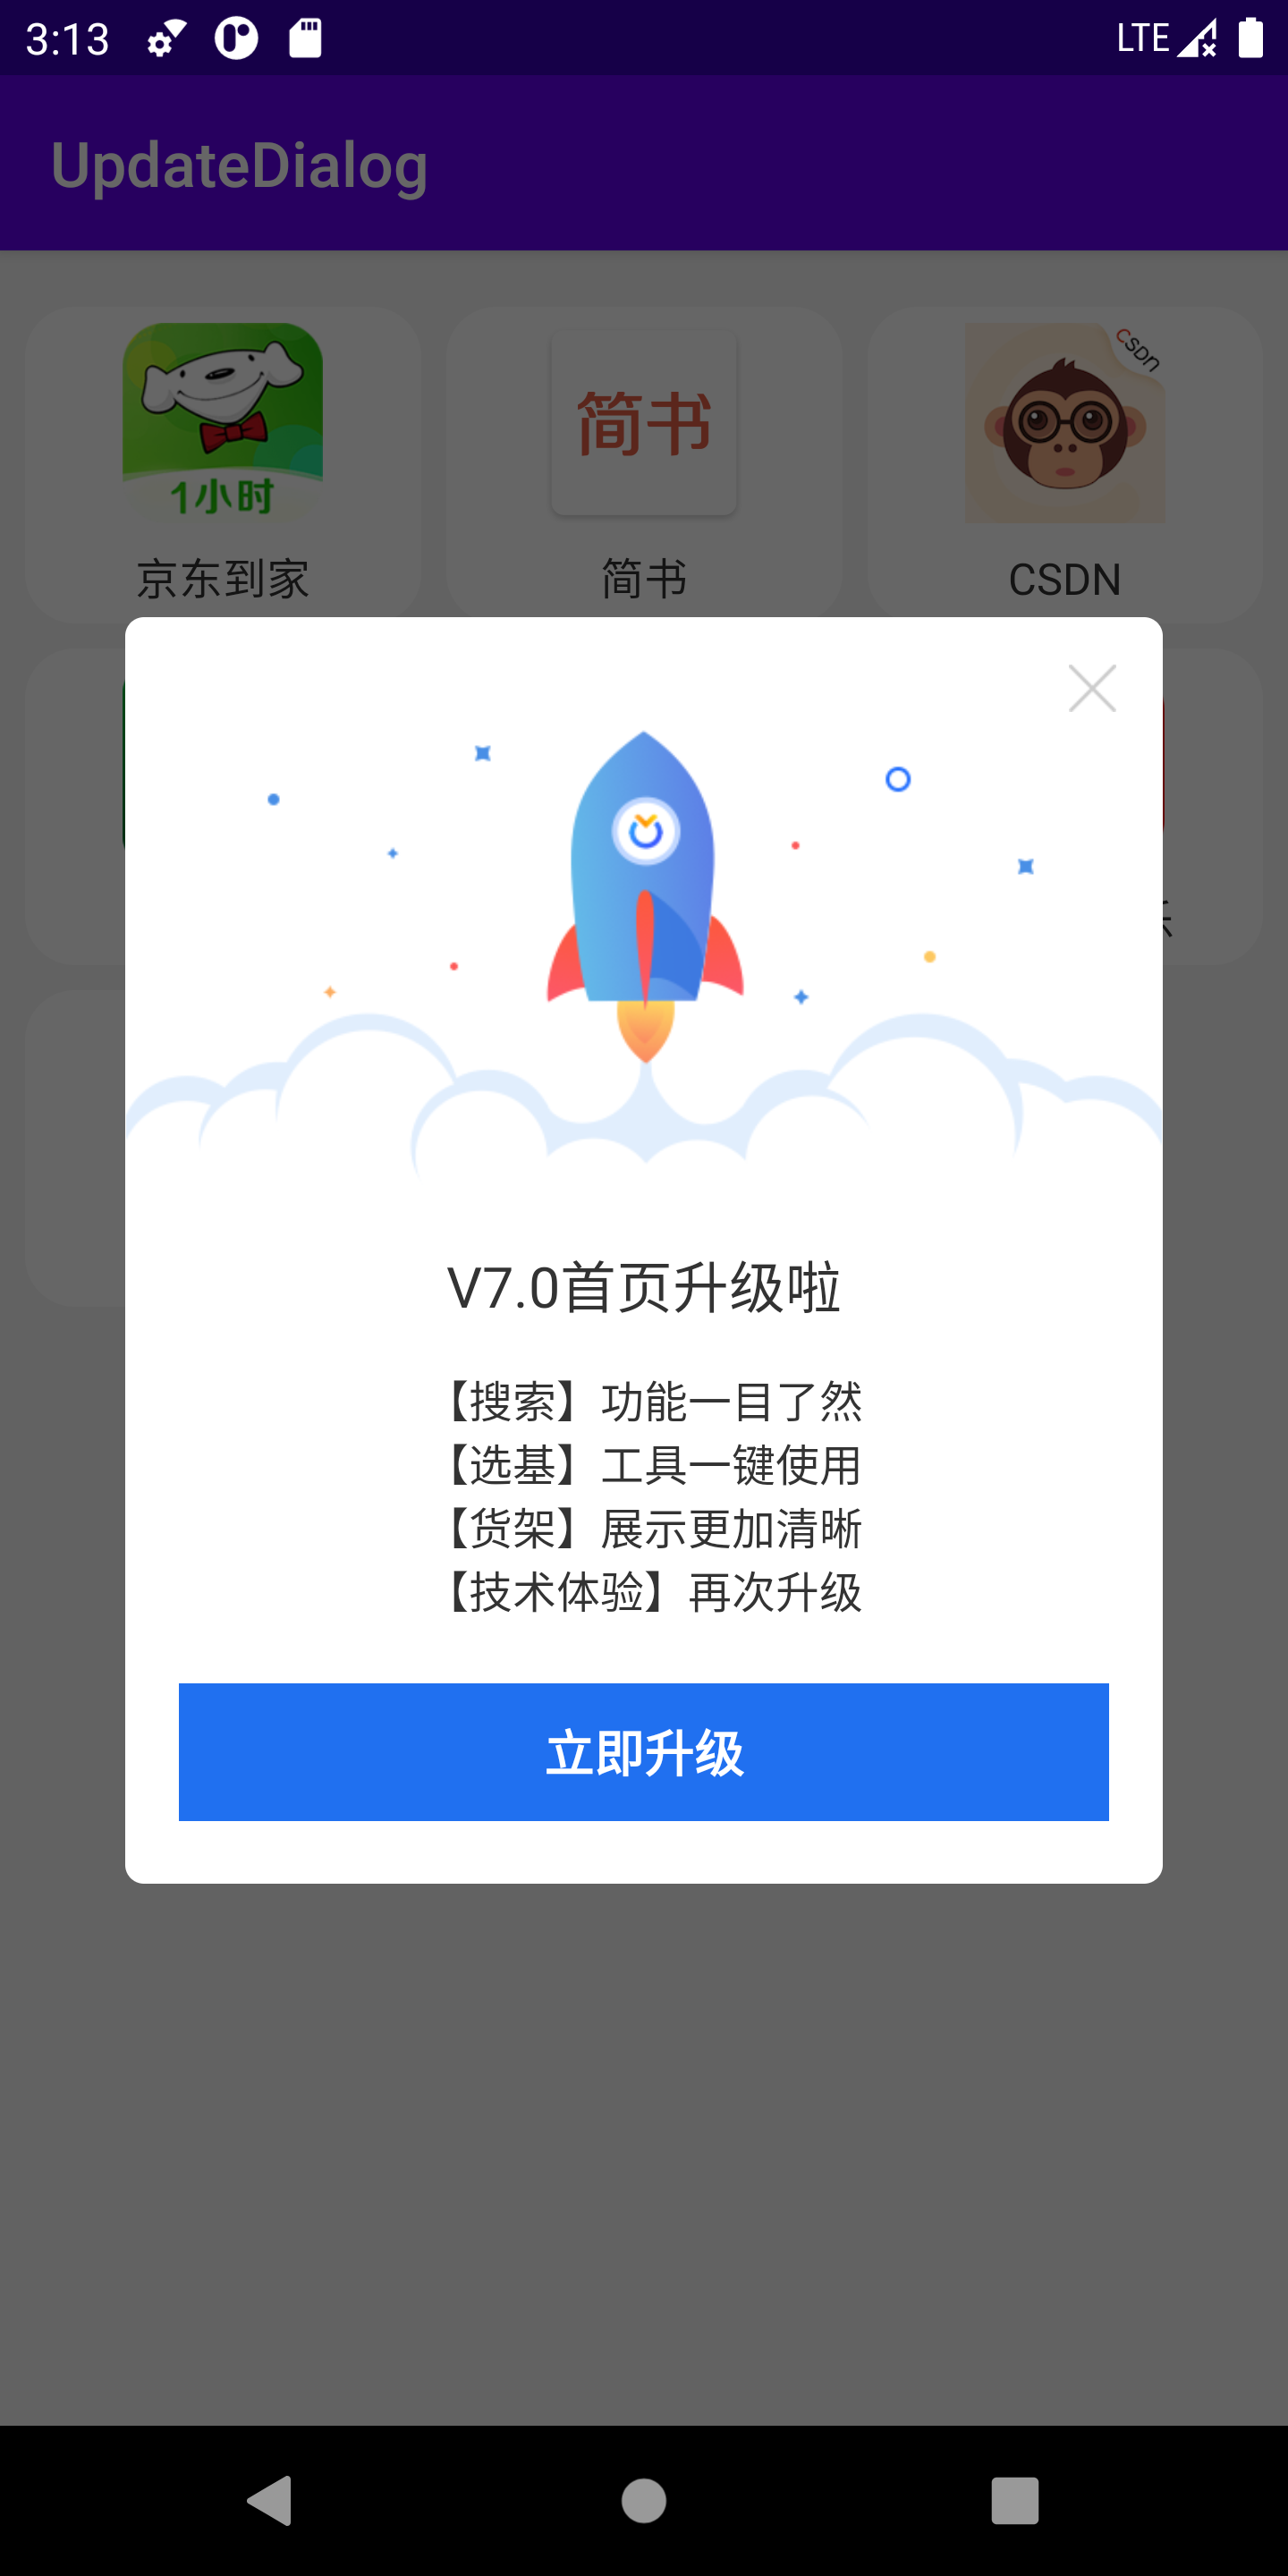 3:13
LTE
UpdateDialog
简书
CSDN
1小时
京东到家
简书
CSDN
乐
V7.0首页升级啦
【搜索】功能一目了然
【选基】工具一键使用
【货架】展示更加清晰
【技术体验】再次升级
立即升级